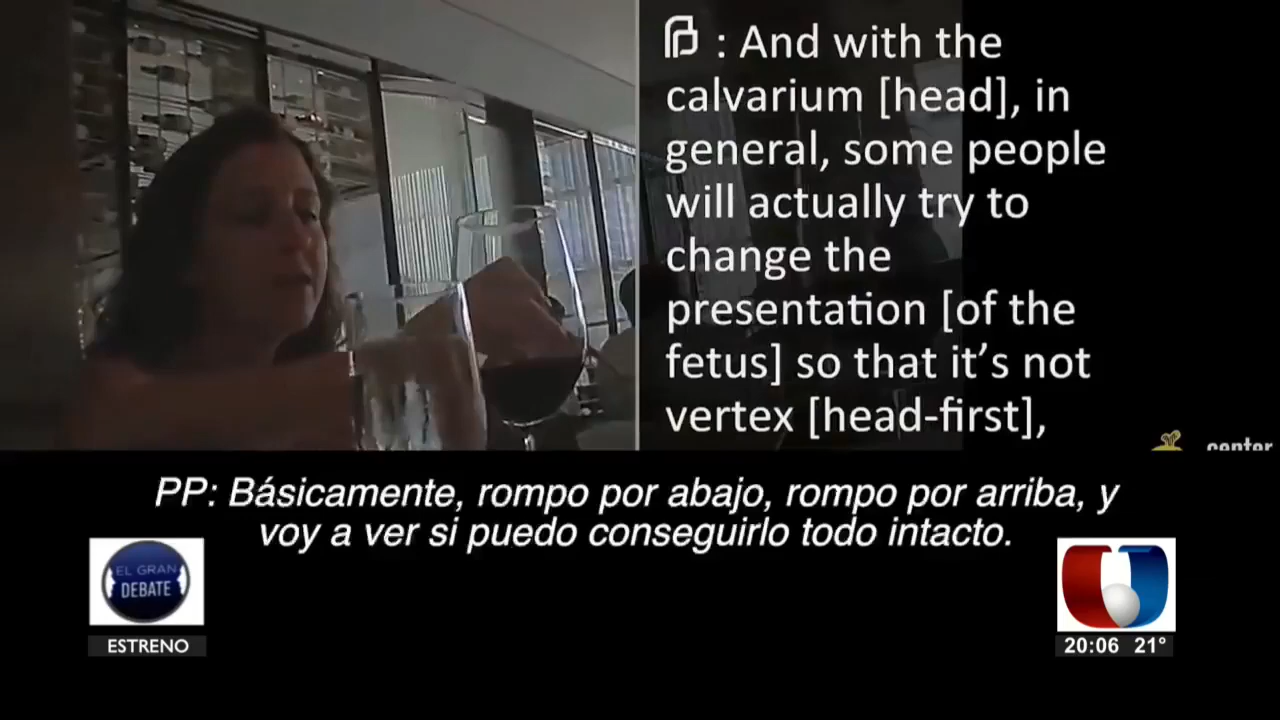 : And with the
calvarium [head], in
general, some people
will actually try to
change the
presentation [of the
fetus] so that it’s not
vertex [head-first],
center
PP: Básicamente, rompo por abajo, rompo por arriba, y
voy a ver si puedo conseguirlo todo intacto.
EL GRAN
DEBATE
ESTRENO
20:06 21°